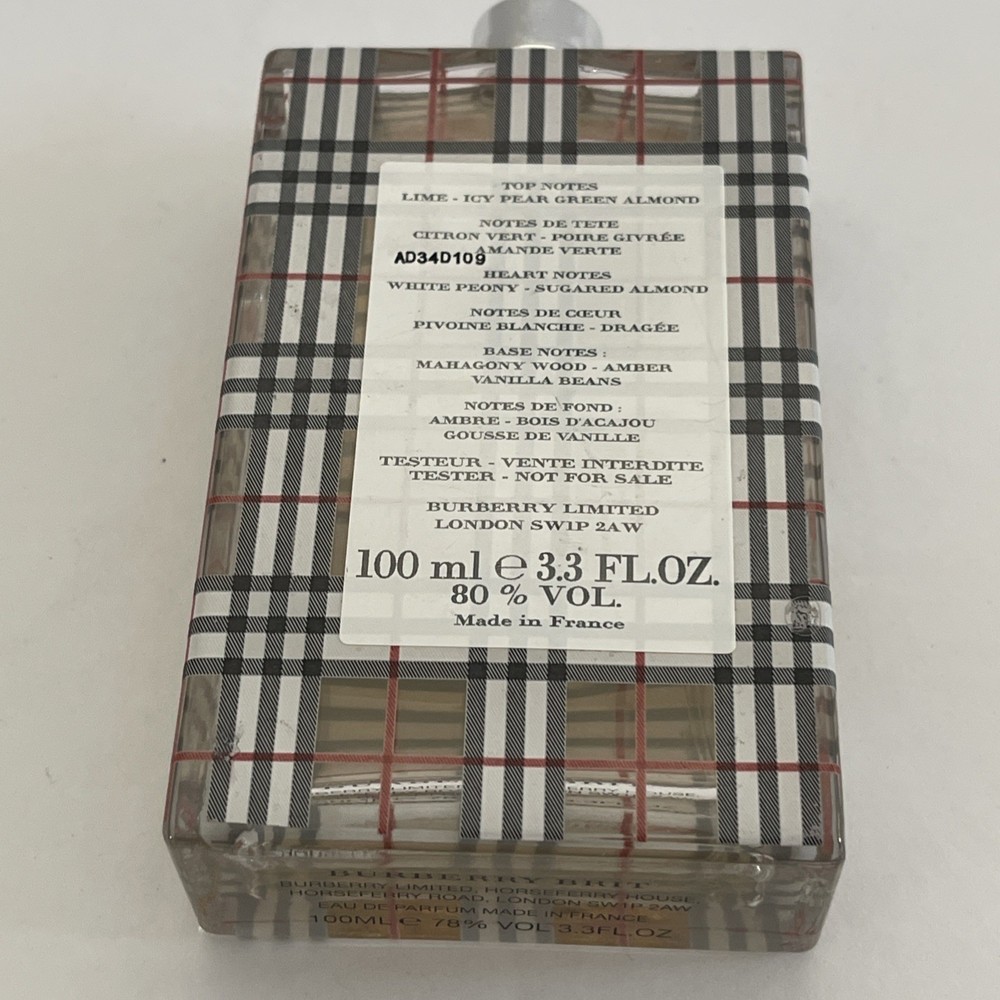 TOP NOTES
LIME - ICY PEAR GREEN ALMOND
NOTES DE TETE
CITRON VERT - POIRE GIVRÉE
AMANDE VERTE
AD34D109
HEART NOTES
WHITE PEONY - SUGARED ALMOND
NOTES DE CŒUR
PIVOINE BLANCHE - DRAGÉE
BASE NOTES :
MAHAGONY WOOD - AMBER
VANILLA BEANS
NOTES DE FOND :
AMBRE - BOIS D'ACAJOU
GOUSSE DE VANILLE
TESTEUR - VENTE INTERDITE
TESTER - NOT FOR SALE
BURBERRY LIMITED
LONDON SW1P 2AW
100 ml e 3.3 FL.OZ.
80 % VOL.
Made in France
BURBERRY BRIT
BURBERRY LIMITED, HORSEFERRY HOUSE,
HORSEFERRY ROAD, LONDON SW1P 2AW
EAU DE PARFUM MADE IN FRANCE
100ML e 78% VOL 3.3FL.OZ